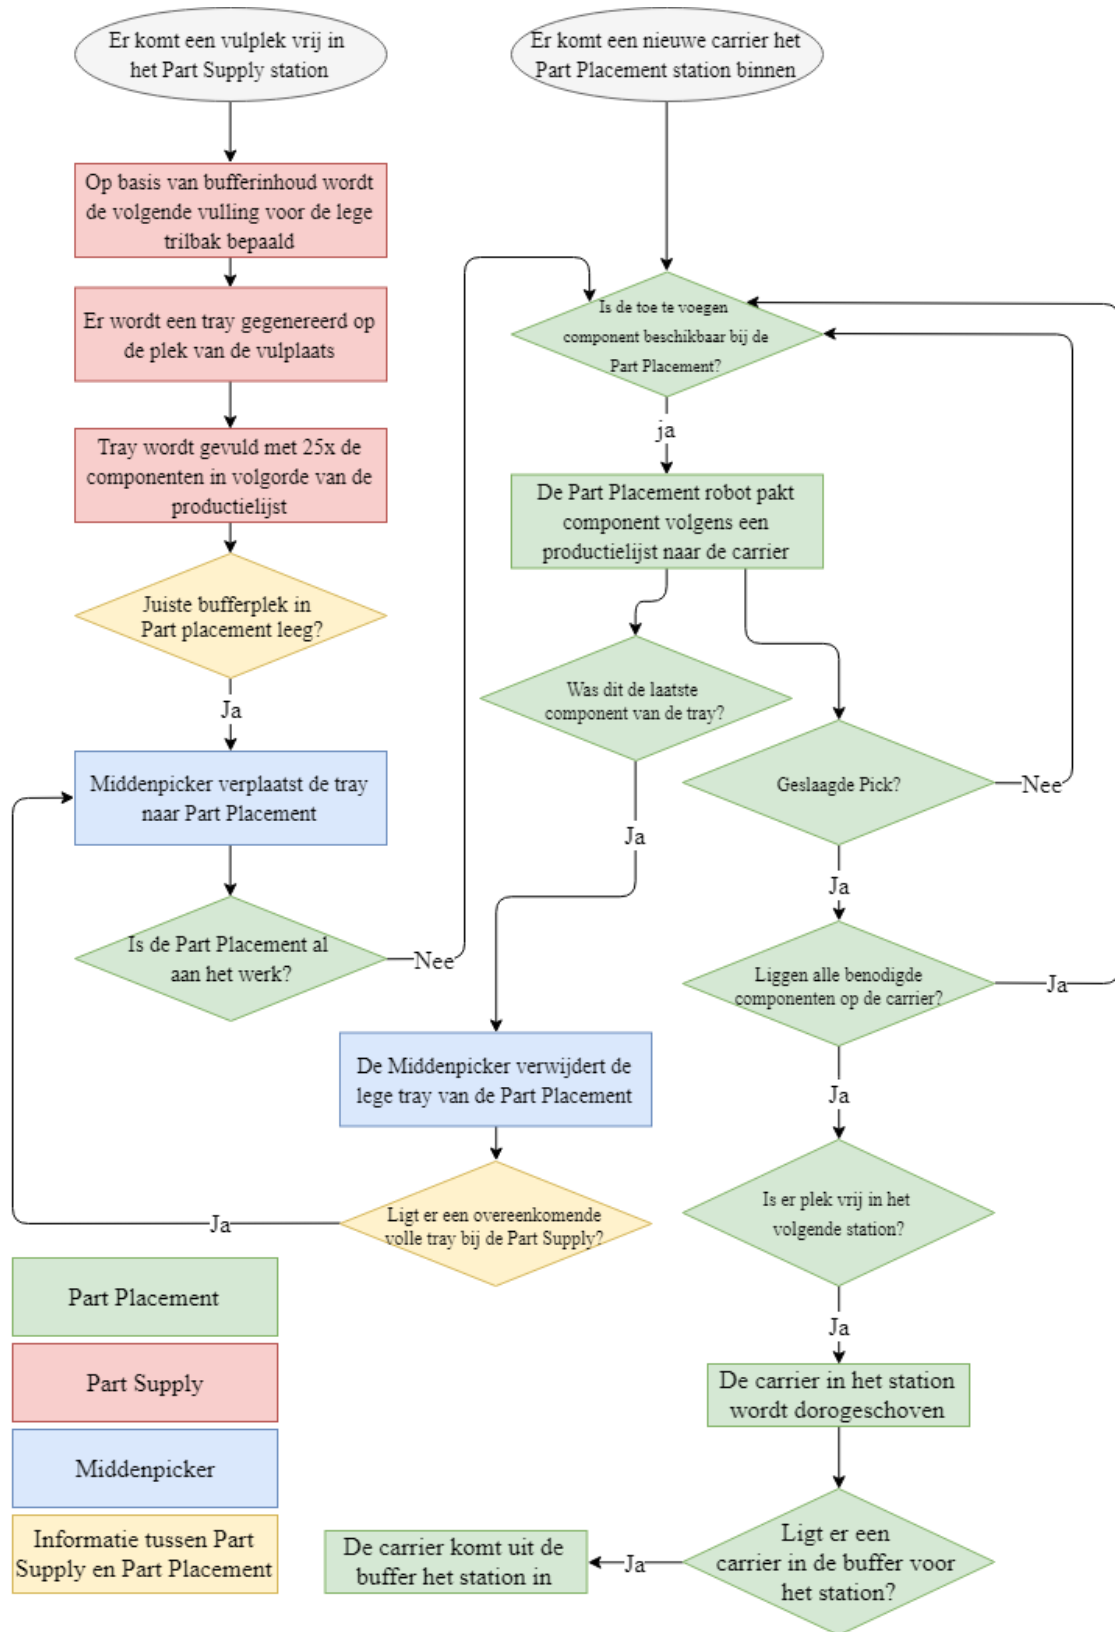 Er komt een vulplek vrij in
het Part Supply station
Er komt een nieuwe carrier het
Part Placement station binnen
Op basis van bufferinhoud wordt
de volgende vulling voor de lege
trilbak bepaald
Er wordt een tray gegenereerd op
de plek van de vulplaats
Is de toe te voegen
component beschikbaar bij de
Part Placement?
ja
Tray wordt gevuld met 25x de
componenten in volgorde van de
productielijst
De Part Placement robot pakt
component volgens een
productielijst naar de carrier
Juiste bufferplek in
Part placement leeg?
Ja
Was dit de laatste
component van de tray?
Ja
Geslaagde Pick?
Nee
Ja
Middenpicker verplaatst de tray
naar Part Placement
Is de Part Placement al
aan het werk?
Nee
Liggen alle benodigde
componenten op de carrier?
Ja
Ja
De Middenpicker verwijdert de
lege tray van de Part Placement
Ligt er een overeenkomende
volle tray bij de Part Supply?
Ja
Is er plek vrij in het
volgende station?
Ja
De carrier in het station
wordt dorogeschoven
Ligt er een
carrier in de buffer voor
het station?
Ja
De carrier komt uit de
buffer het station in
Part Placement
Part Supply
Middenpicker
Informatie tussen Part
Supply en Part Placement